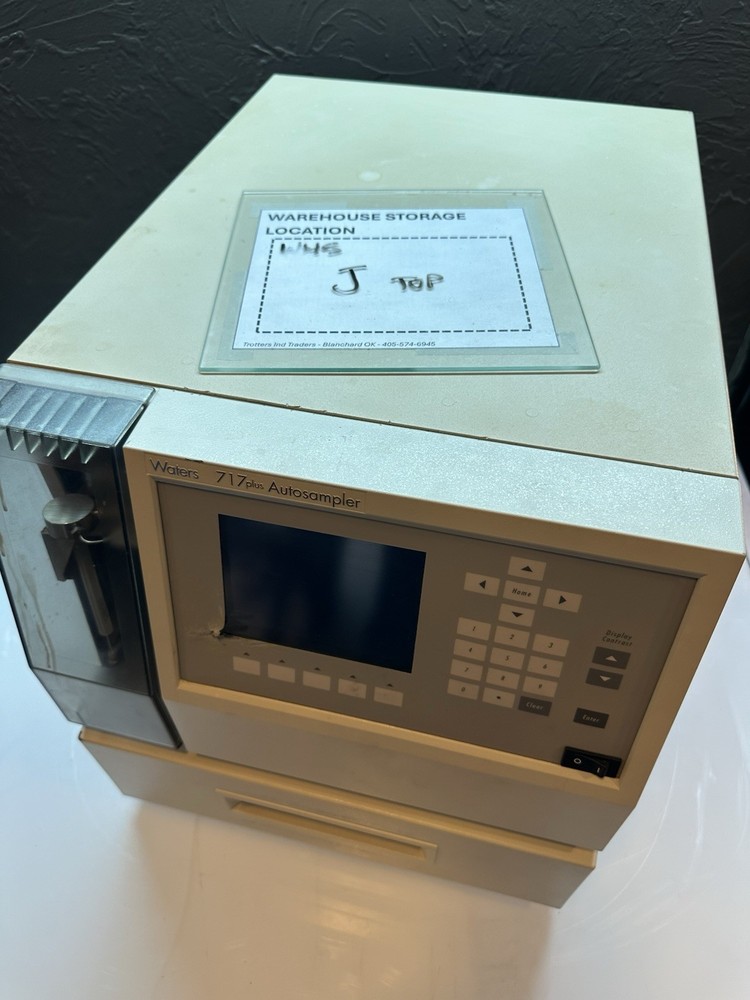 WAREHOUSE STORAGE
LOCATION
WHS
J TOP
Trotters Ind Traders - Blanchard OK - 405-574-6945
Waters 717plus Autosampler
Home
1 2 3
4 5 6
7 8 9
0 . Clear
Display
Contrast
Enter
O I